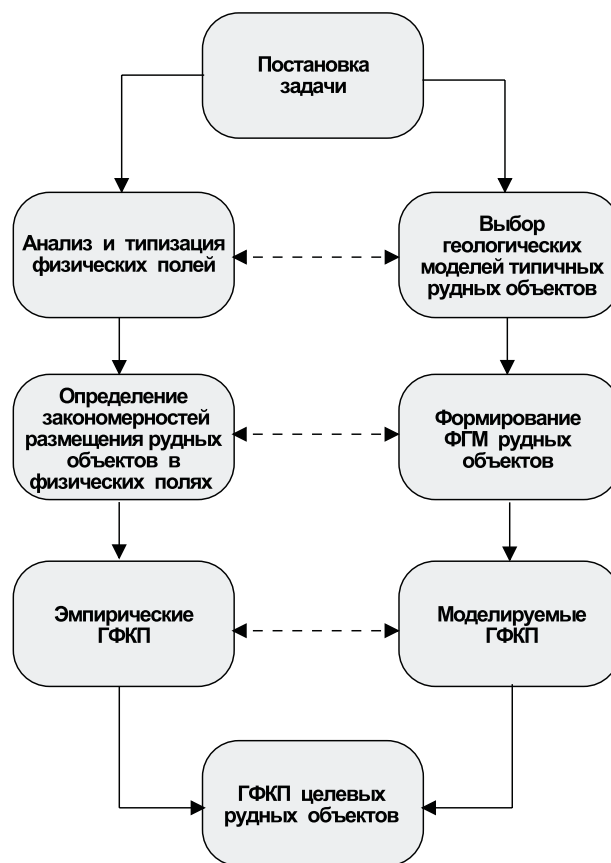 Постановка
задачи
Анализ и типизация
физических полей
Выбор
геологических
моделей типичных
рудных объектов
Определение
закономерностей
размещения рудных
объектов в
физических полях
Формирование
ФГМ рудных
объектов
Эмпирические
ГФКП
Моделируемые
ГФКП
ГФКП целевых
рудных объектов